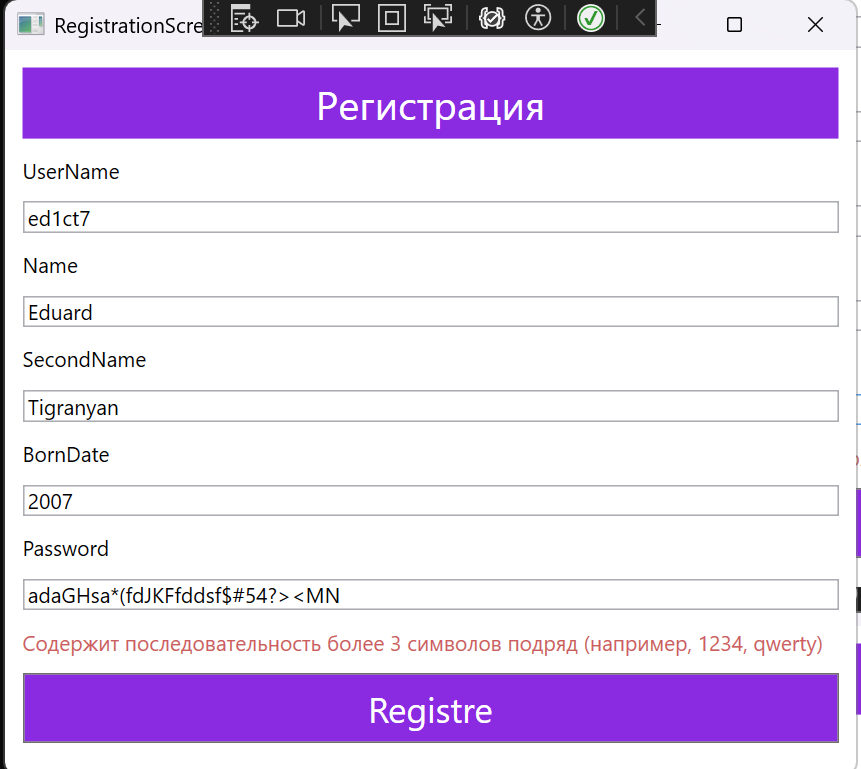 RegistrationScre
Регистрация
UserName
ed1ct7
Name
Eduard
SecondName
Tigranyan
BornDate
2007
Password
adaGHsa*(fdJKFfddsf$#54?><MN
Содержит последовательность более 3 символов подряд (например, 1234, qwerty)
Registre